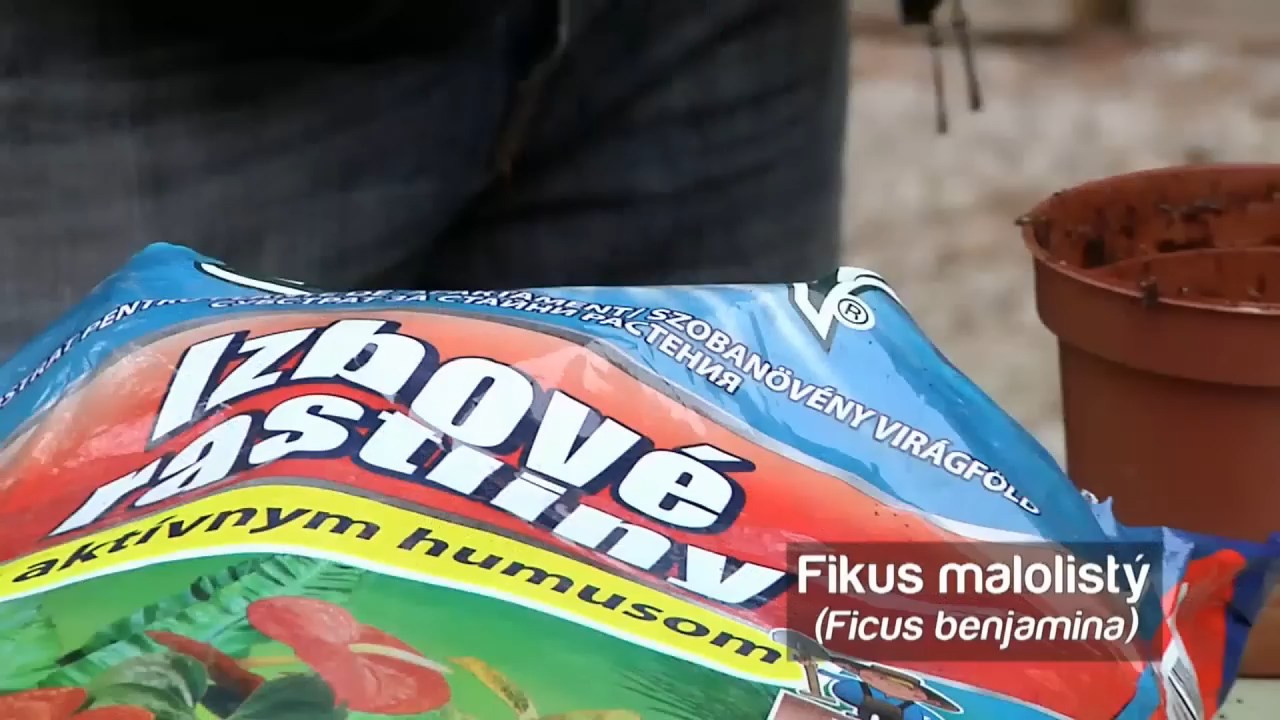 СУБСТРАТ ЗА СТАЙНИ РАСТЕНИЯ
SZOBANÖVÉNY VIRÁGFÖLD
®
Izbové
rastliny
aktívnym humusom
Fikus malolistý
(Ficus benjamina)